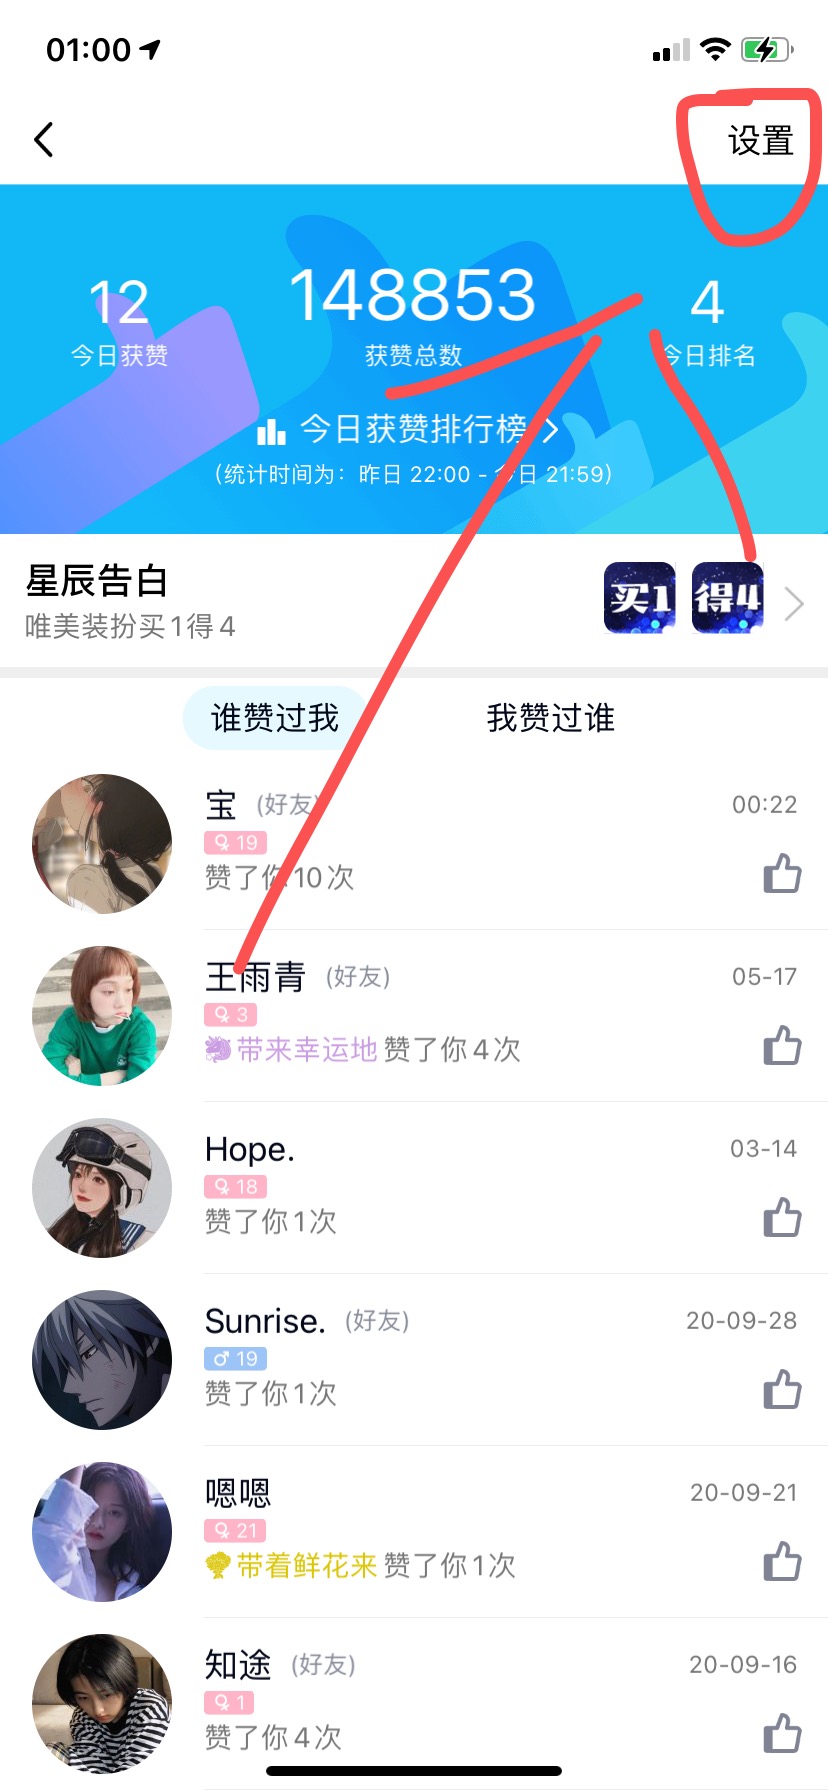 01:00
设置
12
148853
4
今日获赞
获赞总数
今日排名
今日获赞排行榜
(统计时间为：昨日 22:00 - 今日 21:59)
星辰告白
唯美装扮买1得4
买1
得4
谁赞过我
我赞过谁
宝 (好友)
00:22
19
赞了你10次
王雨青 (好友)
05-17
3
带来幸运地赞了你4次
Hope.
03-14
18
赞了你1次
Sunrise. (好友)
20-09-28
19
赞了你1次
嗯嗯
20-09-21
21
带着鲜花来赞了你1次
知途 (好友)
20-09-16
1
赞了你4次